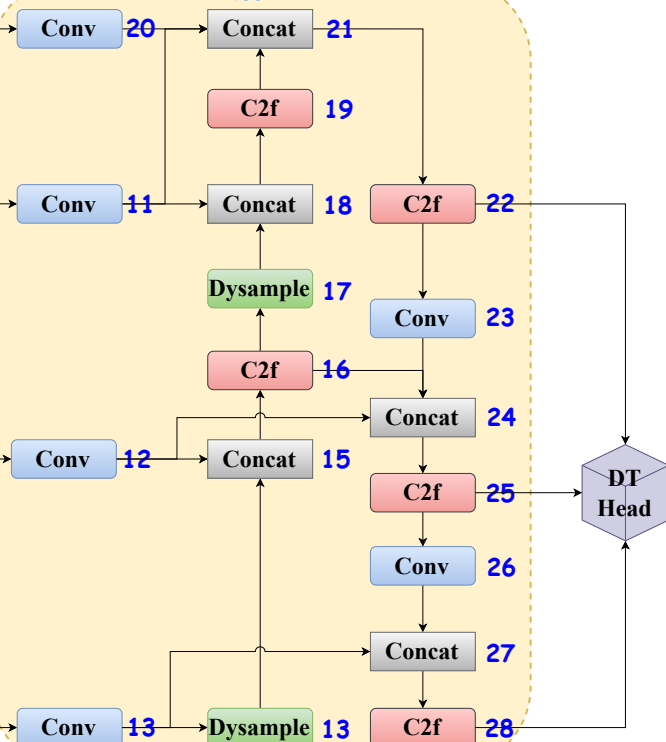 Conv 20 Concat 21
C2f 19
Conv 11 Concat 18 C2f 22
Dysample 17
Conv 23
C2f 16
Concat 24
Conv 12 Concat 15
C2f 25
DT
Head
Conv 26
Concat 27
Conv 13 Dysample 13 C2f 28